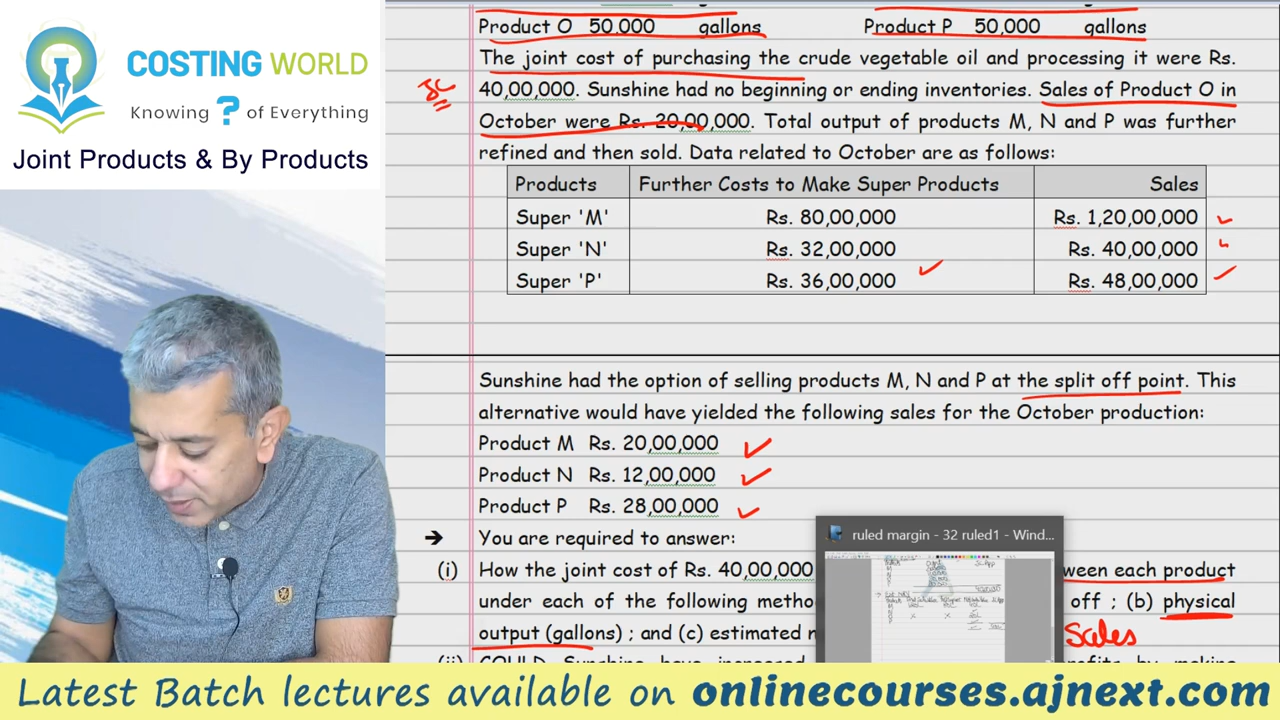 COSTING WORLD
Knowing ? of Everything
Joint Products & By Products
Product O 50,000 gallons Product P 50,000 gallons
The joint cost of purchasing the crude vegetable oil and processing it were Rs.
40,00,000. Sunshine had no beginning or ending inventories. Sales of Product O in
October were Rs. 20,00,000. Total output of products M, N and P was further
refined and then sold. Data related to October are as follows:
Products Further Costs to Make Super Products Sales
Super 'M' Rs. 80,00,000 Rs. 1,20,00,000
Super 'N' Rs. 32,00,000 Rs. 40,00,000
Super 'P' Rs. 36,00,000 Rs. 48,00,000
Sunshine had the option of selling products M, N and P at the split off point. This
alternative would have yielded the following sales for the October production:
Product M Rs. 20,00,000
Product N Rs. 12,00,000
Product P Rs. 28,00,000
→ You are required to answer:
ruled margin - 32 ruled1 - Wind...
(i) How the joint cost of Rs. 40,00,000 ween each product
under each of the following metho off ; (b) physical
output (gallons) ; and (c) estimated n Sales
Latest Batch lectures available on onlinecourses.ajnext.com